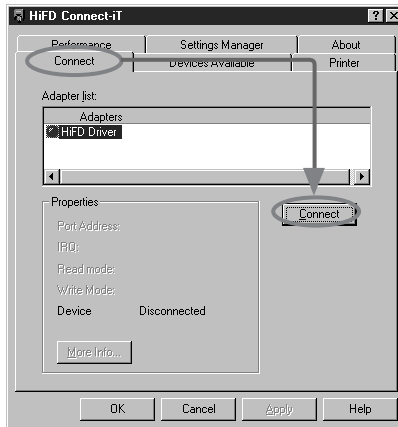 HiFD Connect-iT
Performance Settings Manager About
Connect Devices Available Printer
Adapter list:
Adapters
HiFD Driver
Properties
Connect
Port Address:
IRQ:
Read mode:
Write Mode:
Device Disconnected
More Info...
OK Cancel Apply Help